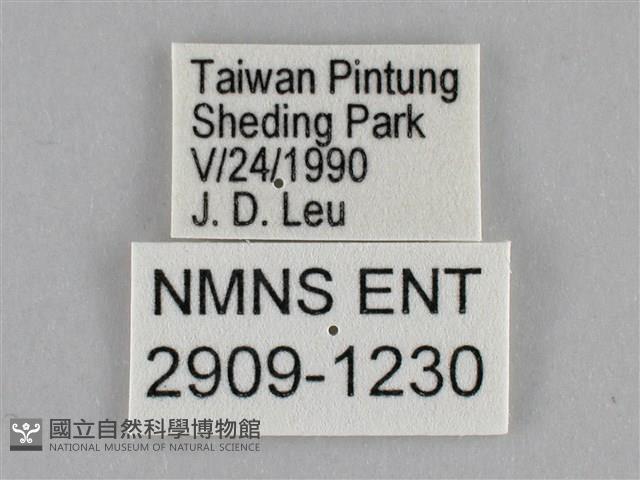 Taiwan Pintung
Sheding Park
V/24/1990
J. D. Leu
NMNS ENT
2909-1230
國立自然科學博物館
NATIONAL MUSEUM OF NATURAL SCIENCE